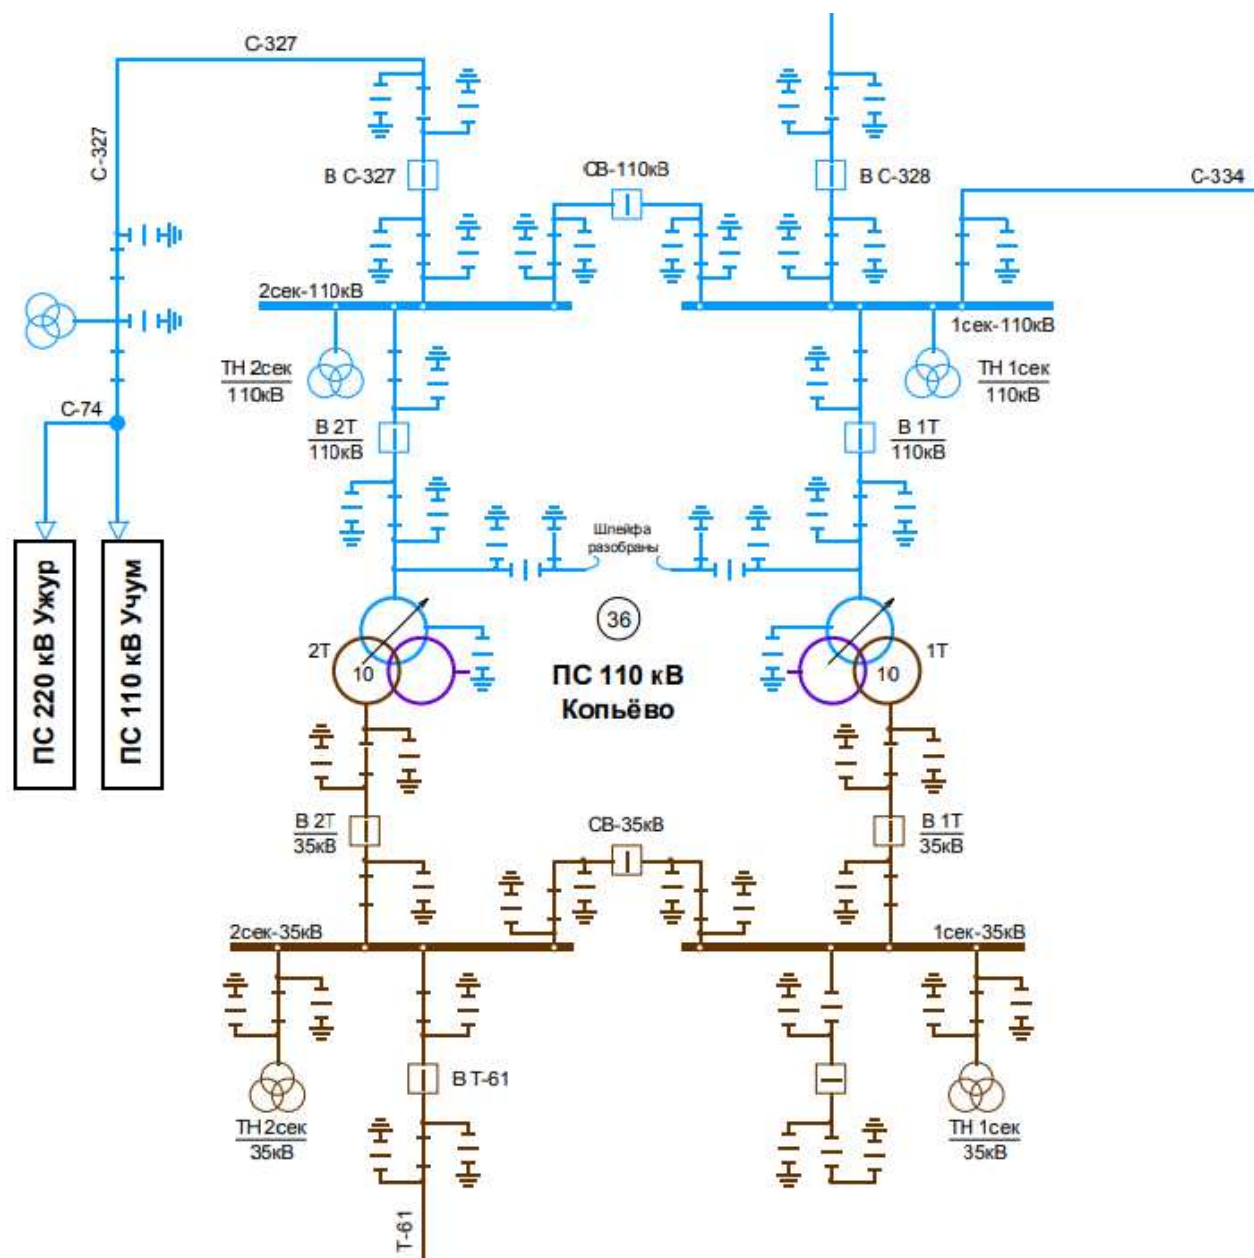 С-327
С-327
В С-327
СВ-110кВ
В С-328
С-334
2сек-110кВ
1сек-110кВ
ТН 2сек
110кВ
ТН 1сек
110кВ
С-74
В 2Т
110кВ
В 1Т
110кВ
Шлейфа
разобраны
ПС 220 кВ Ужур
ПС 110 кВ Учум
36
2Т
10
ПС 110 кВ
Копьёво
10
1Т
В 2Т
35кВ
СВ-35кВ
В 1Т
35кВ
2сек-35кВ
1сек-35кВ
В Т-61
ТН 2сек
35кВ
ТН 1сек
35кВ
Т-61